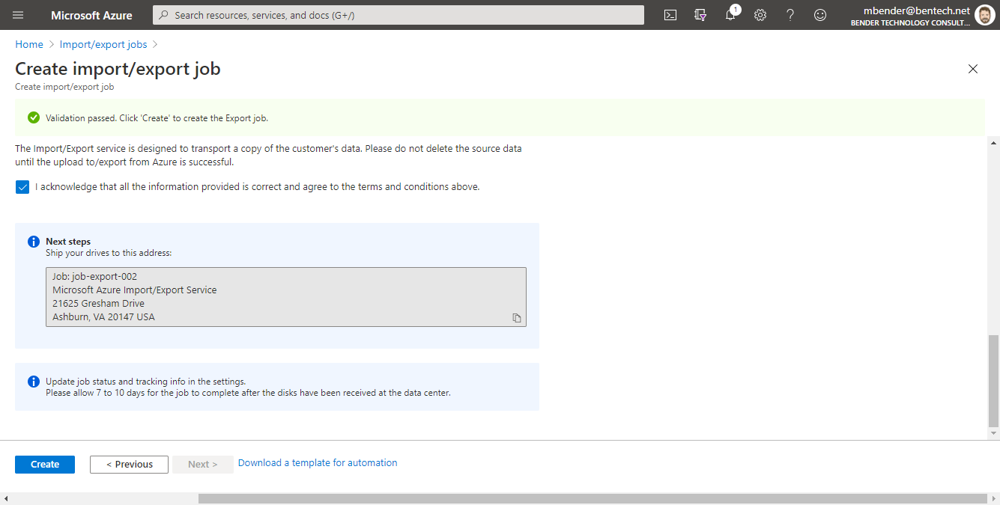 Microsoft Azure
Search resources, services, and docs (G+/)
1
?
mbender@bentech.net
BENDER TECHNOLOGY CONSULT...
Home > Import/export jobs >
Create import/export job
Create import/export job
Validation passed. Click 'Create' to create the Export job.
The Import/Export service is designed to transport a copy of the customer's data. Please do not delete the source data
until the upload to/export from Azure is successful.
I acknowledge that all the information provided is correct and agree to the terms and conditions above.
Next steps
Ship your drives to this address:
Job: job-export-002
Microsoft Azure Import/Export Service
21625 Gresham Drive
Ashburn, VA 20147 USA
Update job status and tracking info in the settings.
Please allow 7 to 10 days for the job to complete after the disks have been received at the data center.
Create
< Previous
Next >
Download a template for automation